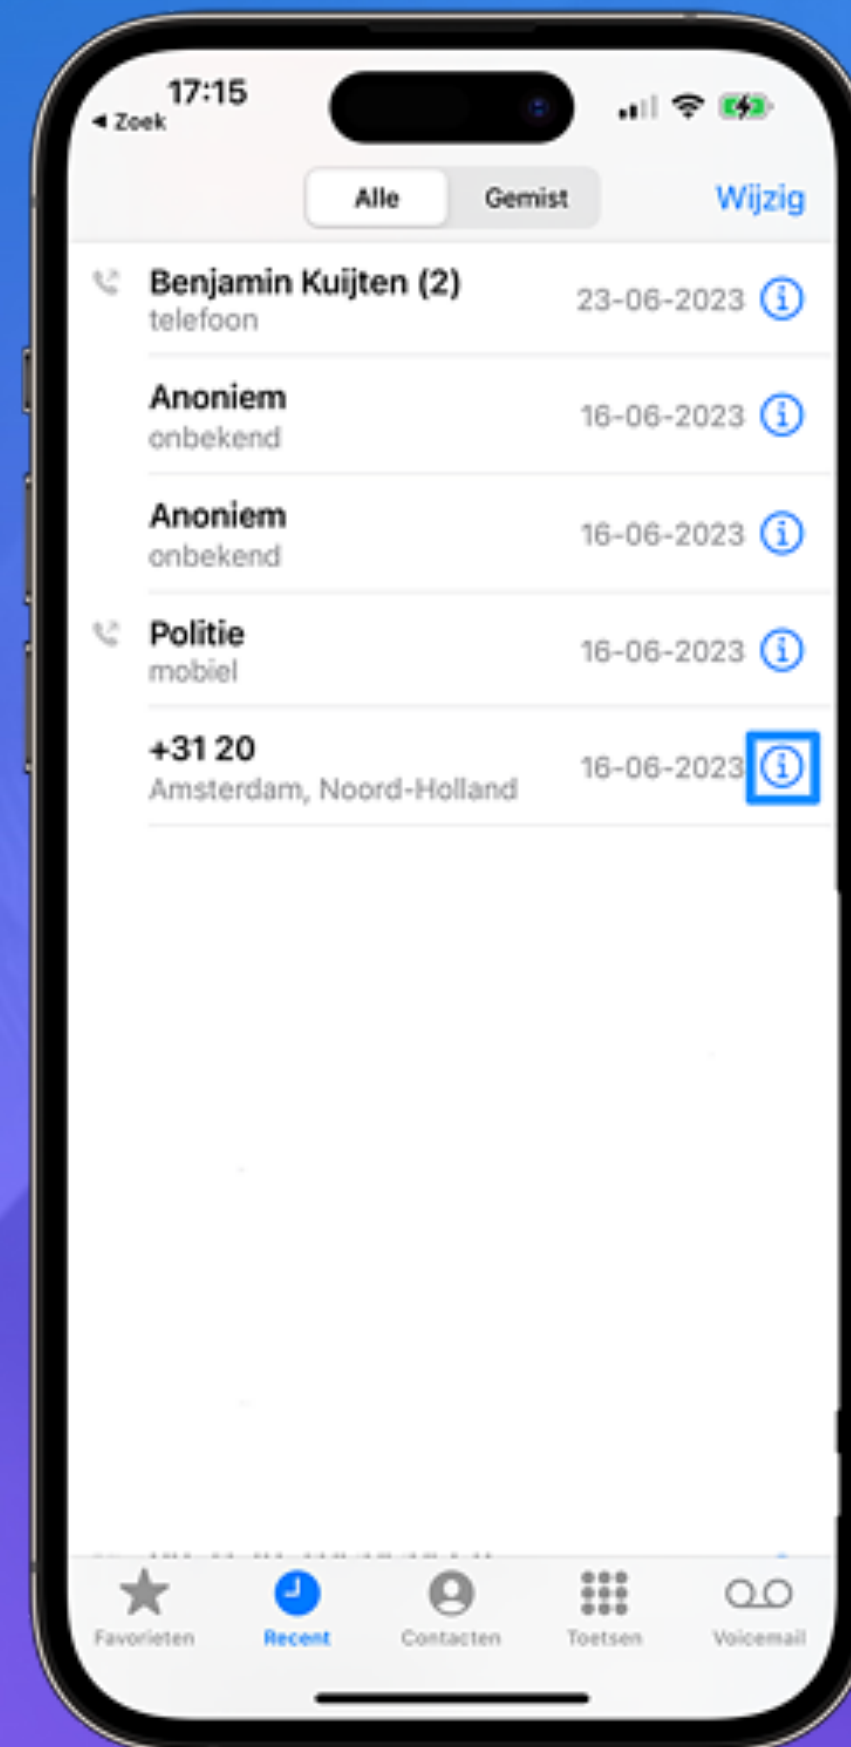 17:15
Zoek
Alle Gemist Wijzig
Benjamin Kuijten (2)
telefoon
23-06-2023
Anoniem
onbekend
16-06-2023
Anoniem
onbekend
16-06-2023
Politie
mobiel
16-06-2023
+31 20
Amsterdam, Noord-Holland
16-06-2023
Favorieten Recent Contacten Toetsen Voicemail